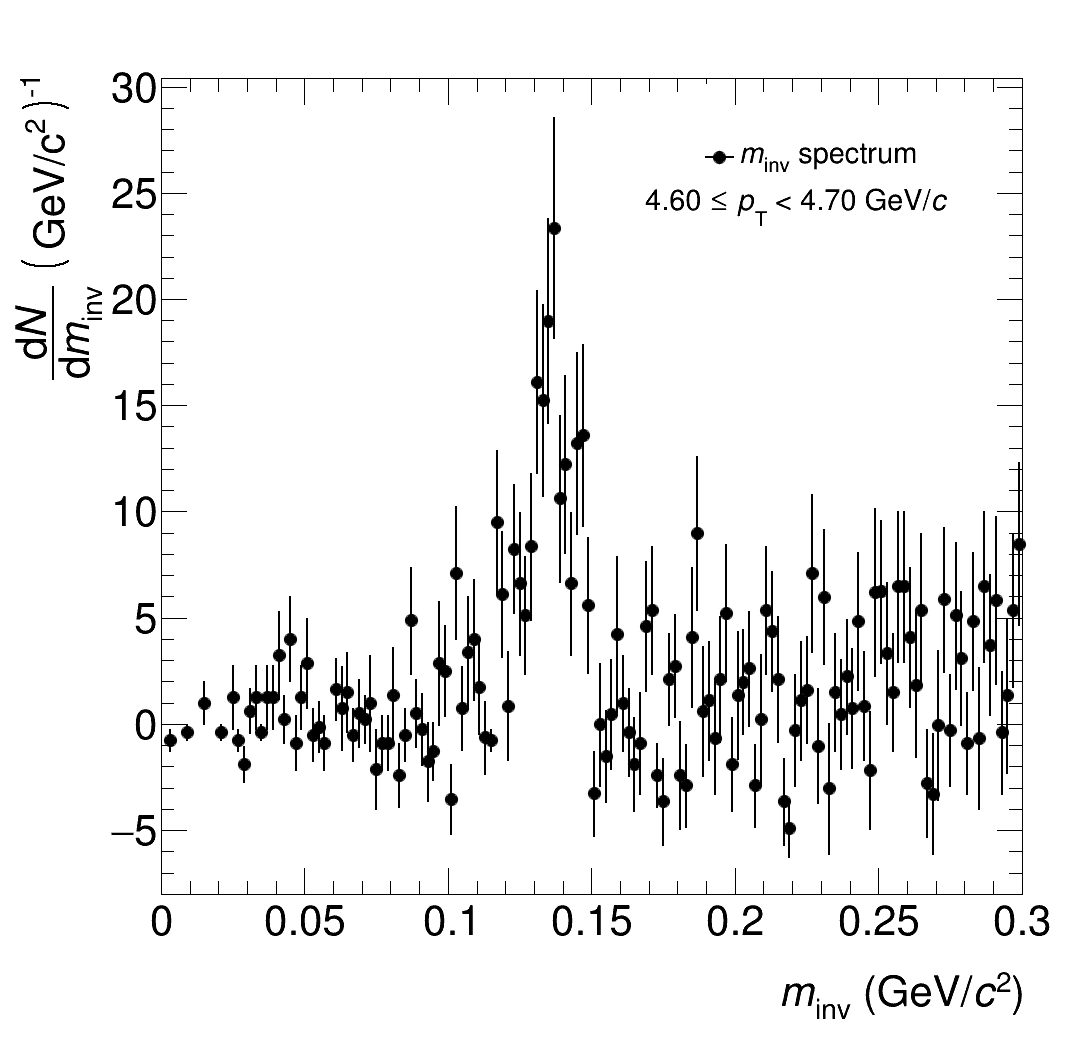 dN/dm_inv (GeV/c²)⁻¹
30
25
20
15
10
5
0
−5
m_inv spectrum
4.60 ≤ p_T < 4.70 GeV/c
0 0.05 0.1 0.15 0.2 0.25 0.3
m_inv (GeV/c²)